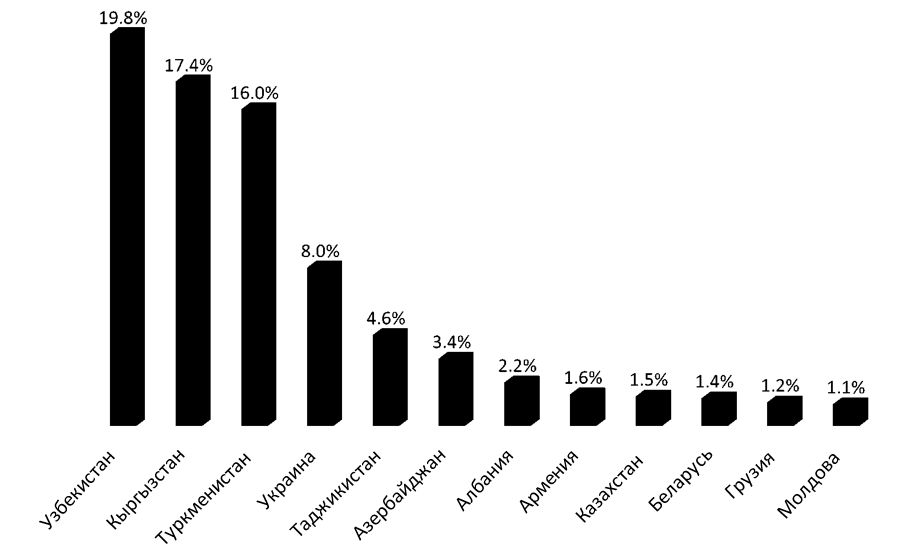 19.8%
17.4%
16.0%
8.0%
4.6%
3.4%
2.2%
1.6%
1.5%
1.4%
1.2%
1.1%
Узбекистан
Кыргызстан
Туркменистан
Украина
Таджикистан
Азербайджан
Албания
Армения
Казахстан
Беларусь
Грузия
Молдова